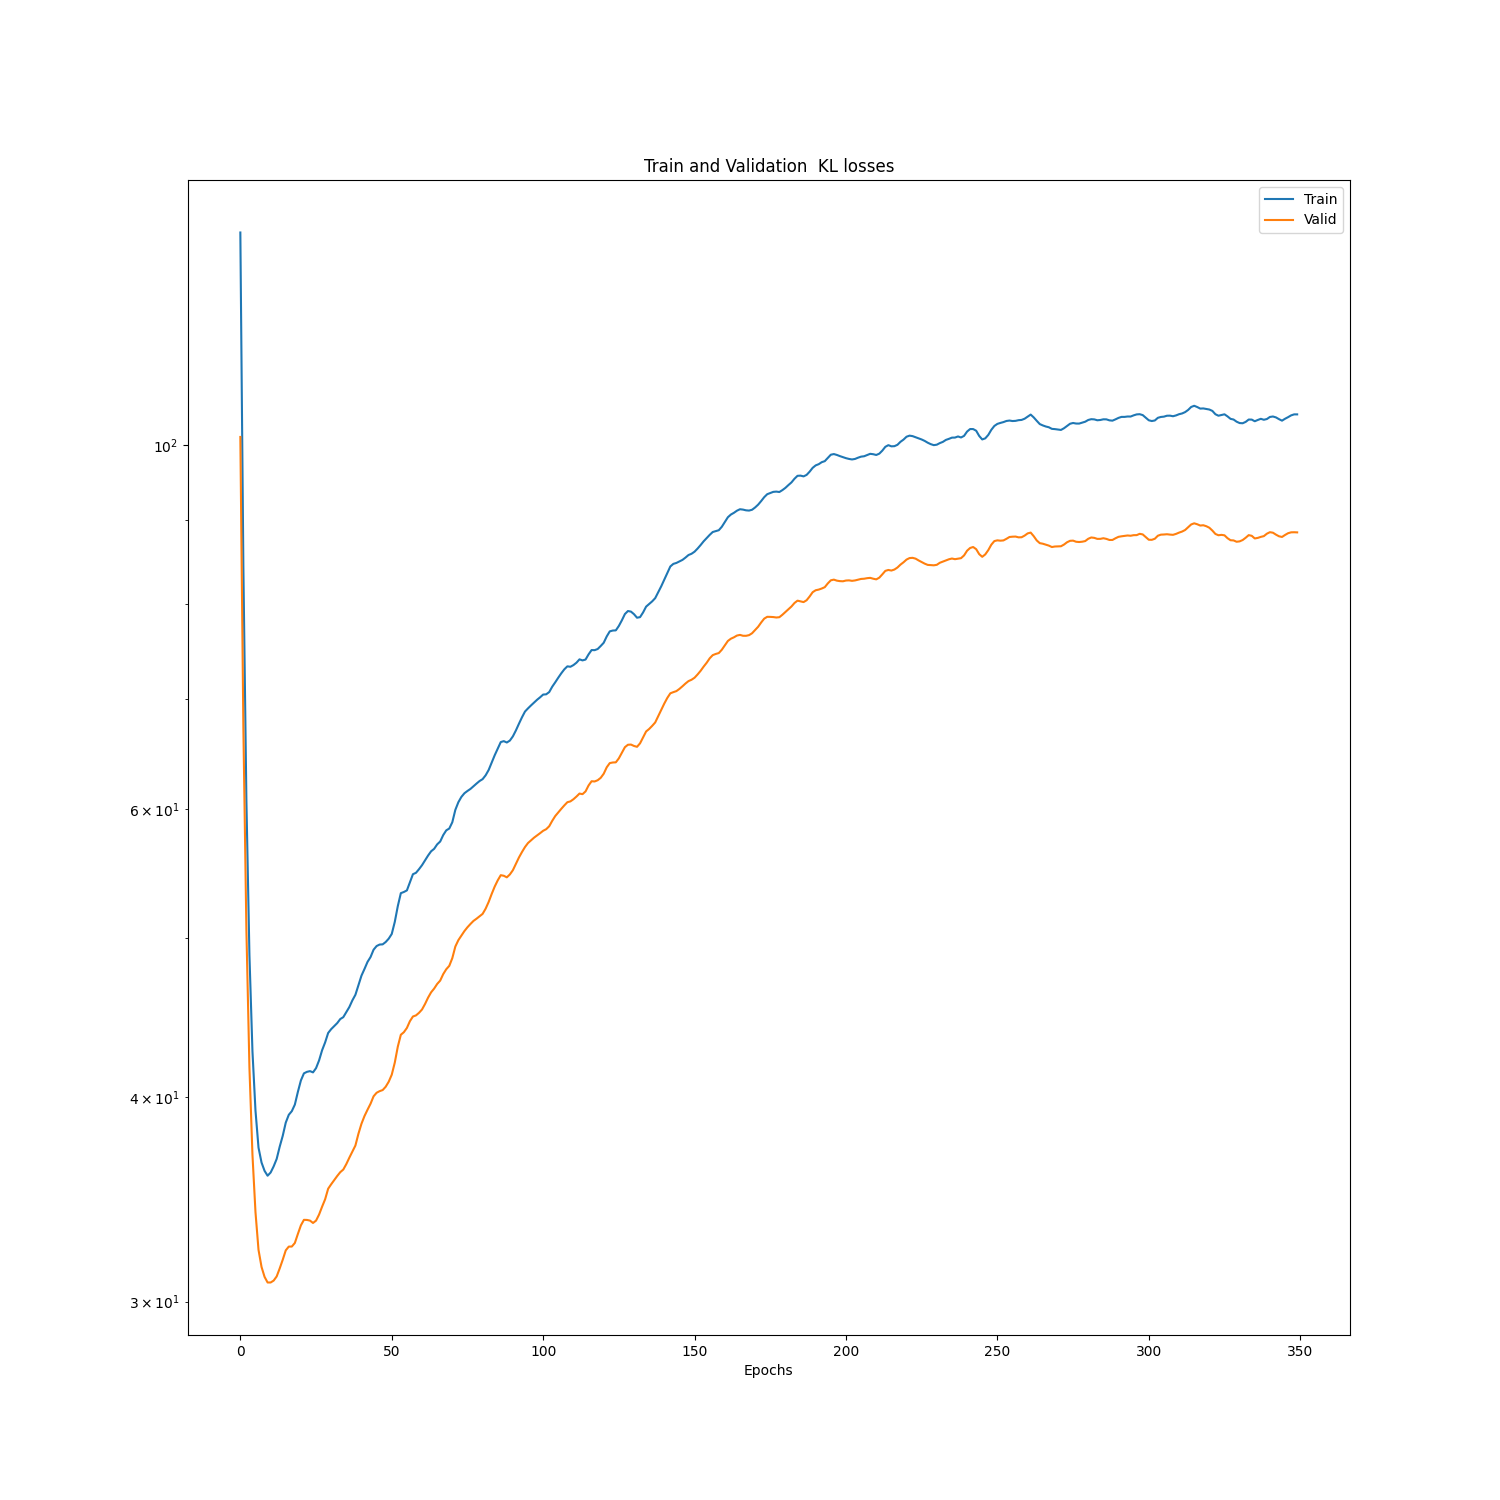 Train and Validation  KL losses
Train
Valid
10²
6 × 10¹
4 × 10¹
3 × 10¹
0 50 100 150 200 250 300 350
Epochs